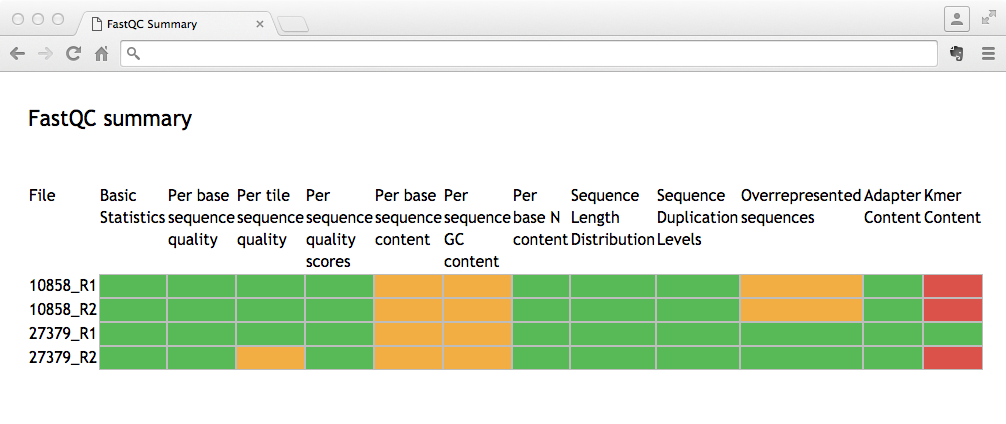 FastQC Summary
FastQC summary
File Basic Per base Per tile Per Per base Per Per Sequence Sequence Overrepresented Adapter Kmer
Statistics sequence sequence sequence sequence sequence base N Length Duplication sequences Content Content
quality quality quality content GC content Distribution Levels
scores content
10858_R1
10858_R2
27379_R1
27379_R2